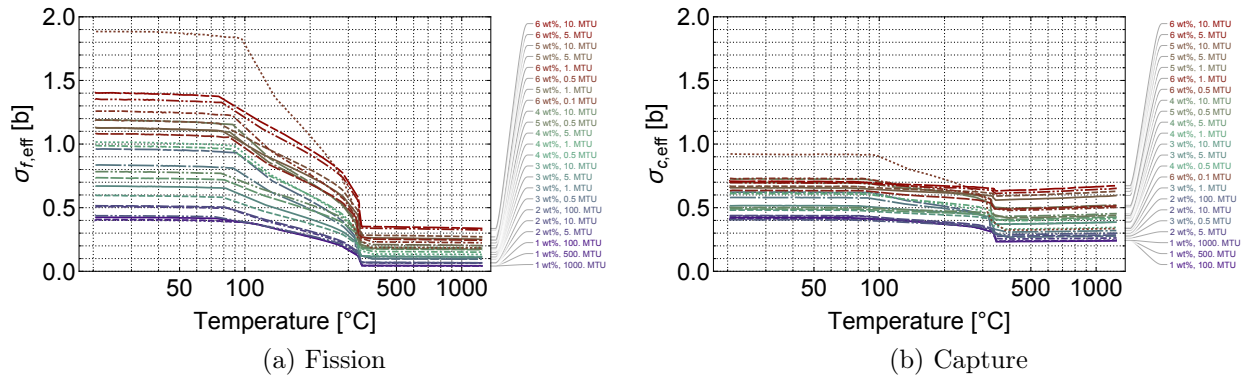 2.0
1.5
1.0
0.5
0.0
σf,eff [b]
50 100 500 1000
Temperature [°C]
6 wt%, 10. MTU
6 wt%, 5. MTU
5 wt%, 10. MTU
5 wt%, 5. MTU
6 wt%, 1. MTU
6 wt%, 0.5 MTU
5 wt%, 1. MTU
6 wt%, 0.1 MTU
4 wt%, 10. MTU
5 wt%, 0.5 MTU
4 wt%, 5. MTU
4 wt%, 1. MTU
4 wt%, 0.5 MTU
3 wt%, 10. MTU
3 wt%, 5. MTU
3 wt%, 1. MTU
2 wt%, 100. MTU
2 wt%, 10. MTU
2 wt%, 5. MTU
1 wt%, 100. MTU
1 wt%, 500. MTU
1 wt%, 1000. MTU
(a) Fission
2.0
1.5
1.0
0.5
0.0
σc,eff [b]
50 100 500 1000
Temperature [°C]
6 wt%, 10. MTU
6 wt%, 5. MTU
5 wt%, 10. MTU
5 wt%, 5. MTU
6 wt%, 1. MTU
5 wt%, 1. MTU
6 wt%, 0.5 MTU
4 wt%, 10. MTU
5 wt%, 0.5 MTU
4 wt%, 5. MTU
4 wt%, 1. MTU
3 wt%, 10. MTU
3 wt%, 5. MTU
4 wt%, 0.5 MTU
6 wt%, 0.1 MTU
3 wt%, 1. MTU
2 wt%, 100. MTU
3 wt%, 0.5 MTU
2 wt%, 10. MTU
2 wt%, 5. MTU
1 wt%, 1000. MTU
1 wt%, 100. MTU
(b) Capture